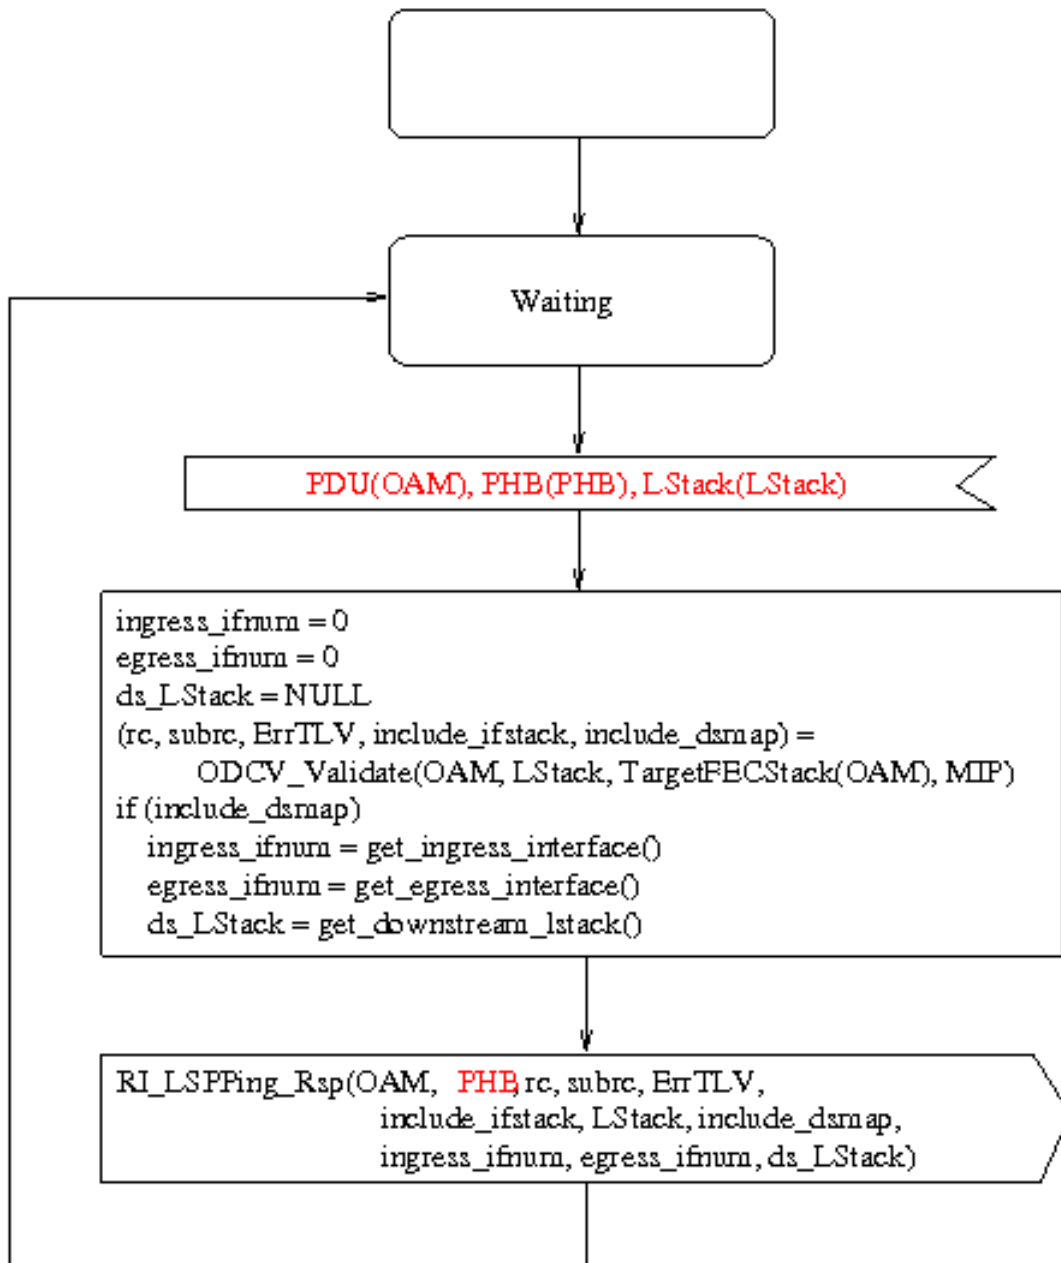 Waiting
PDU(OAM), PHB(PHB), LStack(LStack)
ingress_ifnum = 0
egress_ifnum = 0
ds_LStack = NULL
(rc, subrc, ErrTLV, include_ifstack, include_dsmap) =
ODCV_Validate(OAM, LStack, TargetFECStack(OAM), MIP)
if (include_dsmap)
ingress_ifnum = get_ingress_interface()
egress_ifnum = get_egress_interface()
ds_LStack = get_downstream_lstack()
RI_LSPPing_Rsp(OAM, PHB, rc, subrc, ErrTLV,
include_ifstack, LStack, include_dsmap,
ingress_ifnum, egress_ifnum, ds_LStack)